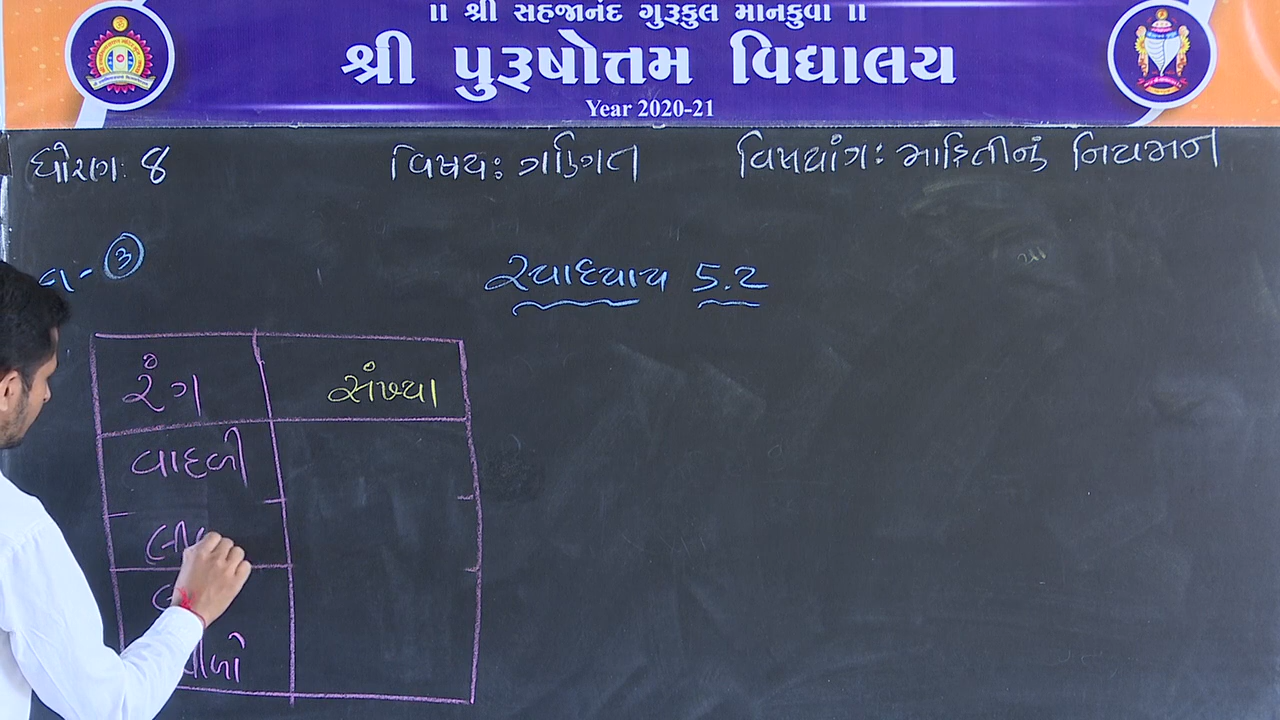 ॥ શ્રી સહજાનંદ ગુરૂકુલ માનકુવા ॥
શ્રી પુરૂષોત્તમ વિદ્યાલય
Year 2020-21
ધોરણ: 8 વિષય: ગણિત વિષયાંગ: માહિતીનું નિયમન
સ્વાધ્યાય 5.2
રંગ સંખ્યા
વાદળી